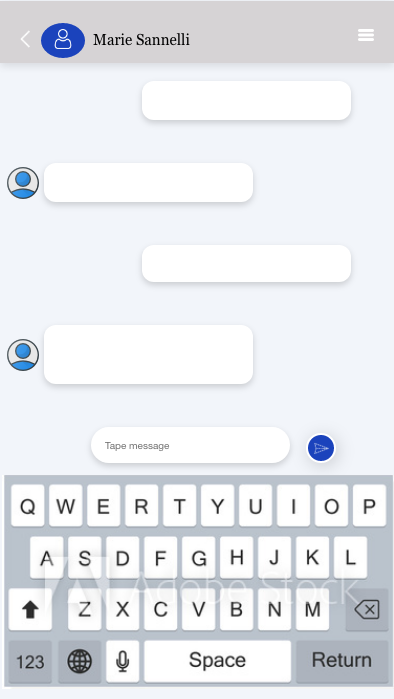 Marie Sannelli
Tape message
Q W E R T Y U I O P
A S D F G H J K L
Adobe Stock
Z X C V B N M
123 Space Return